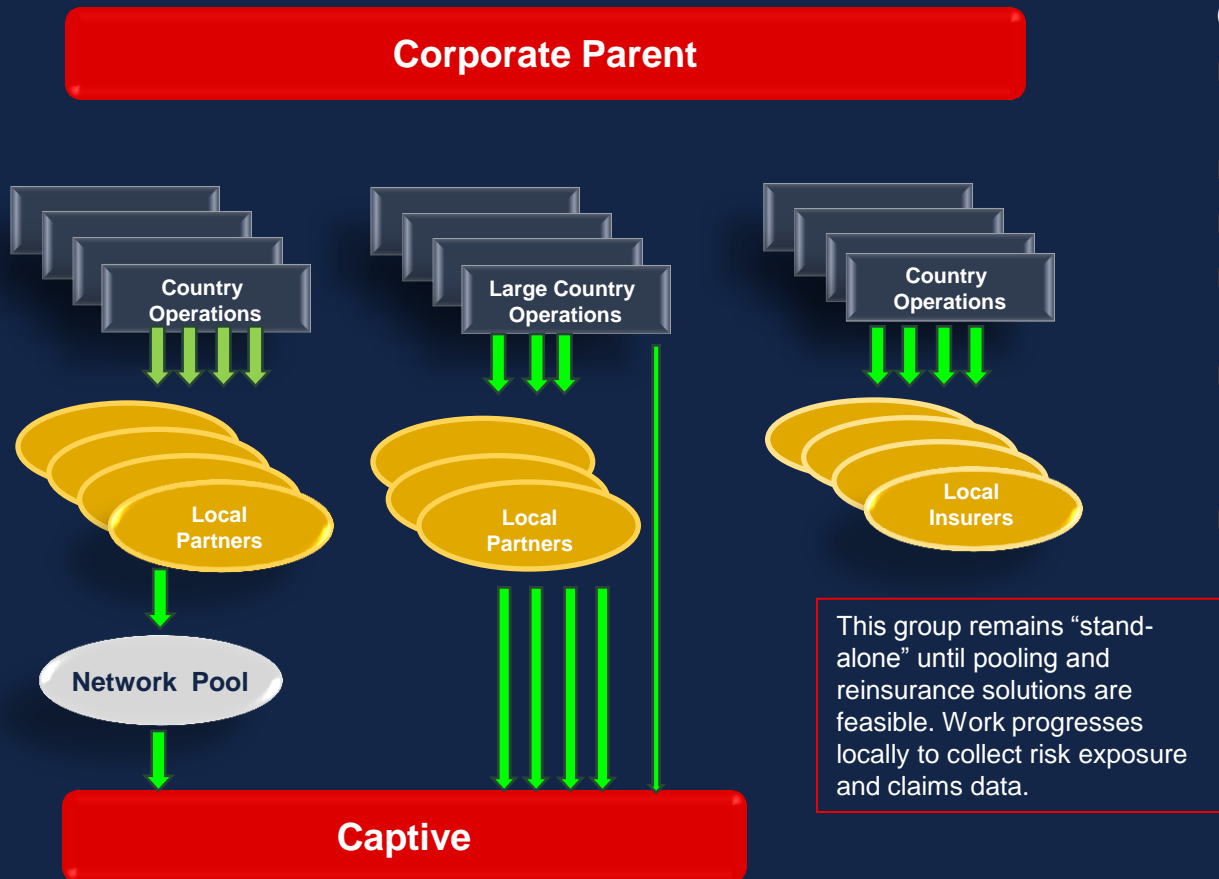 Corporate Parent
Country
Operations
Large Country
Operations
Country
Operations
Local
Partners
Local
Partners
Local
Insurers
Network Pool
This group remains “stand-
alone” until pooling and
reinsurance solutions are
feasible. Work progresses
locally to collect risk exposure
and claims data.
Captive